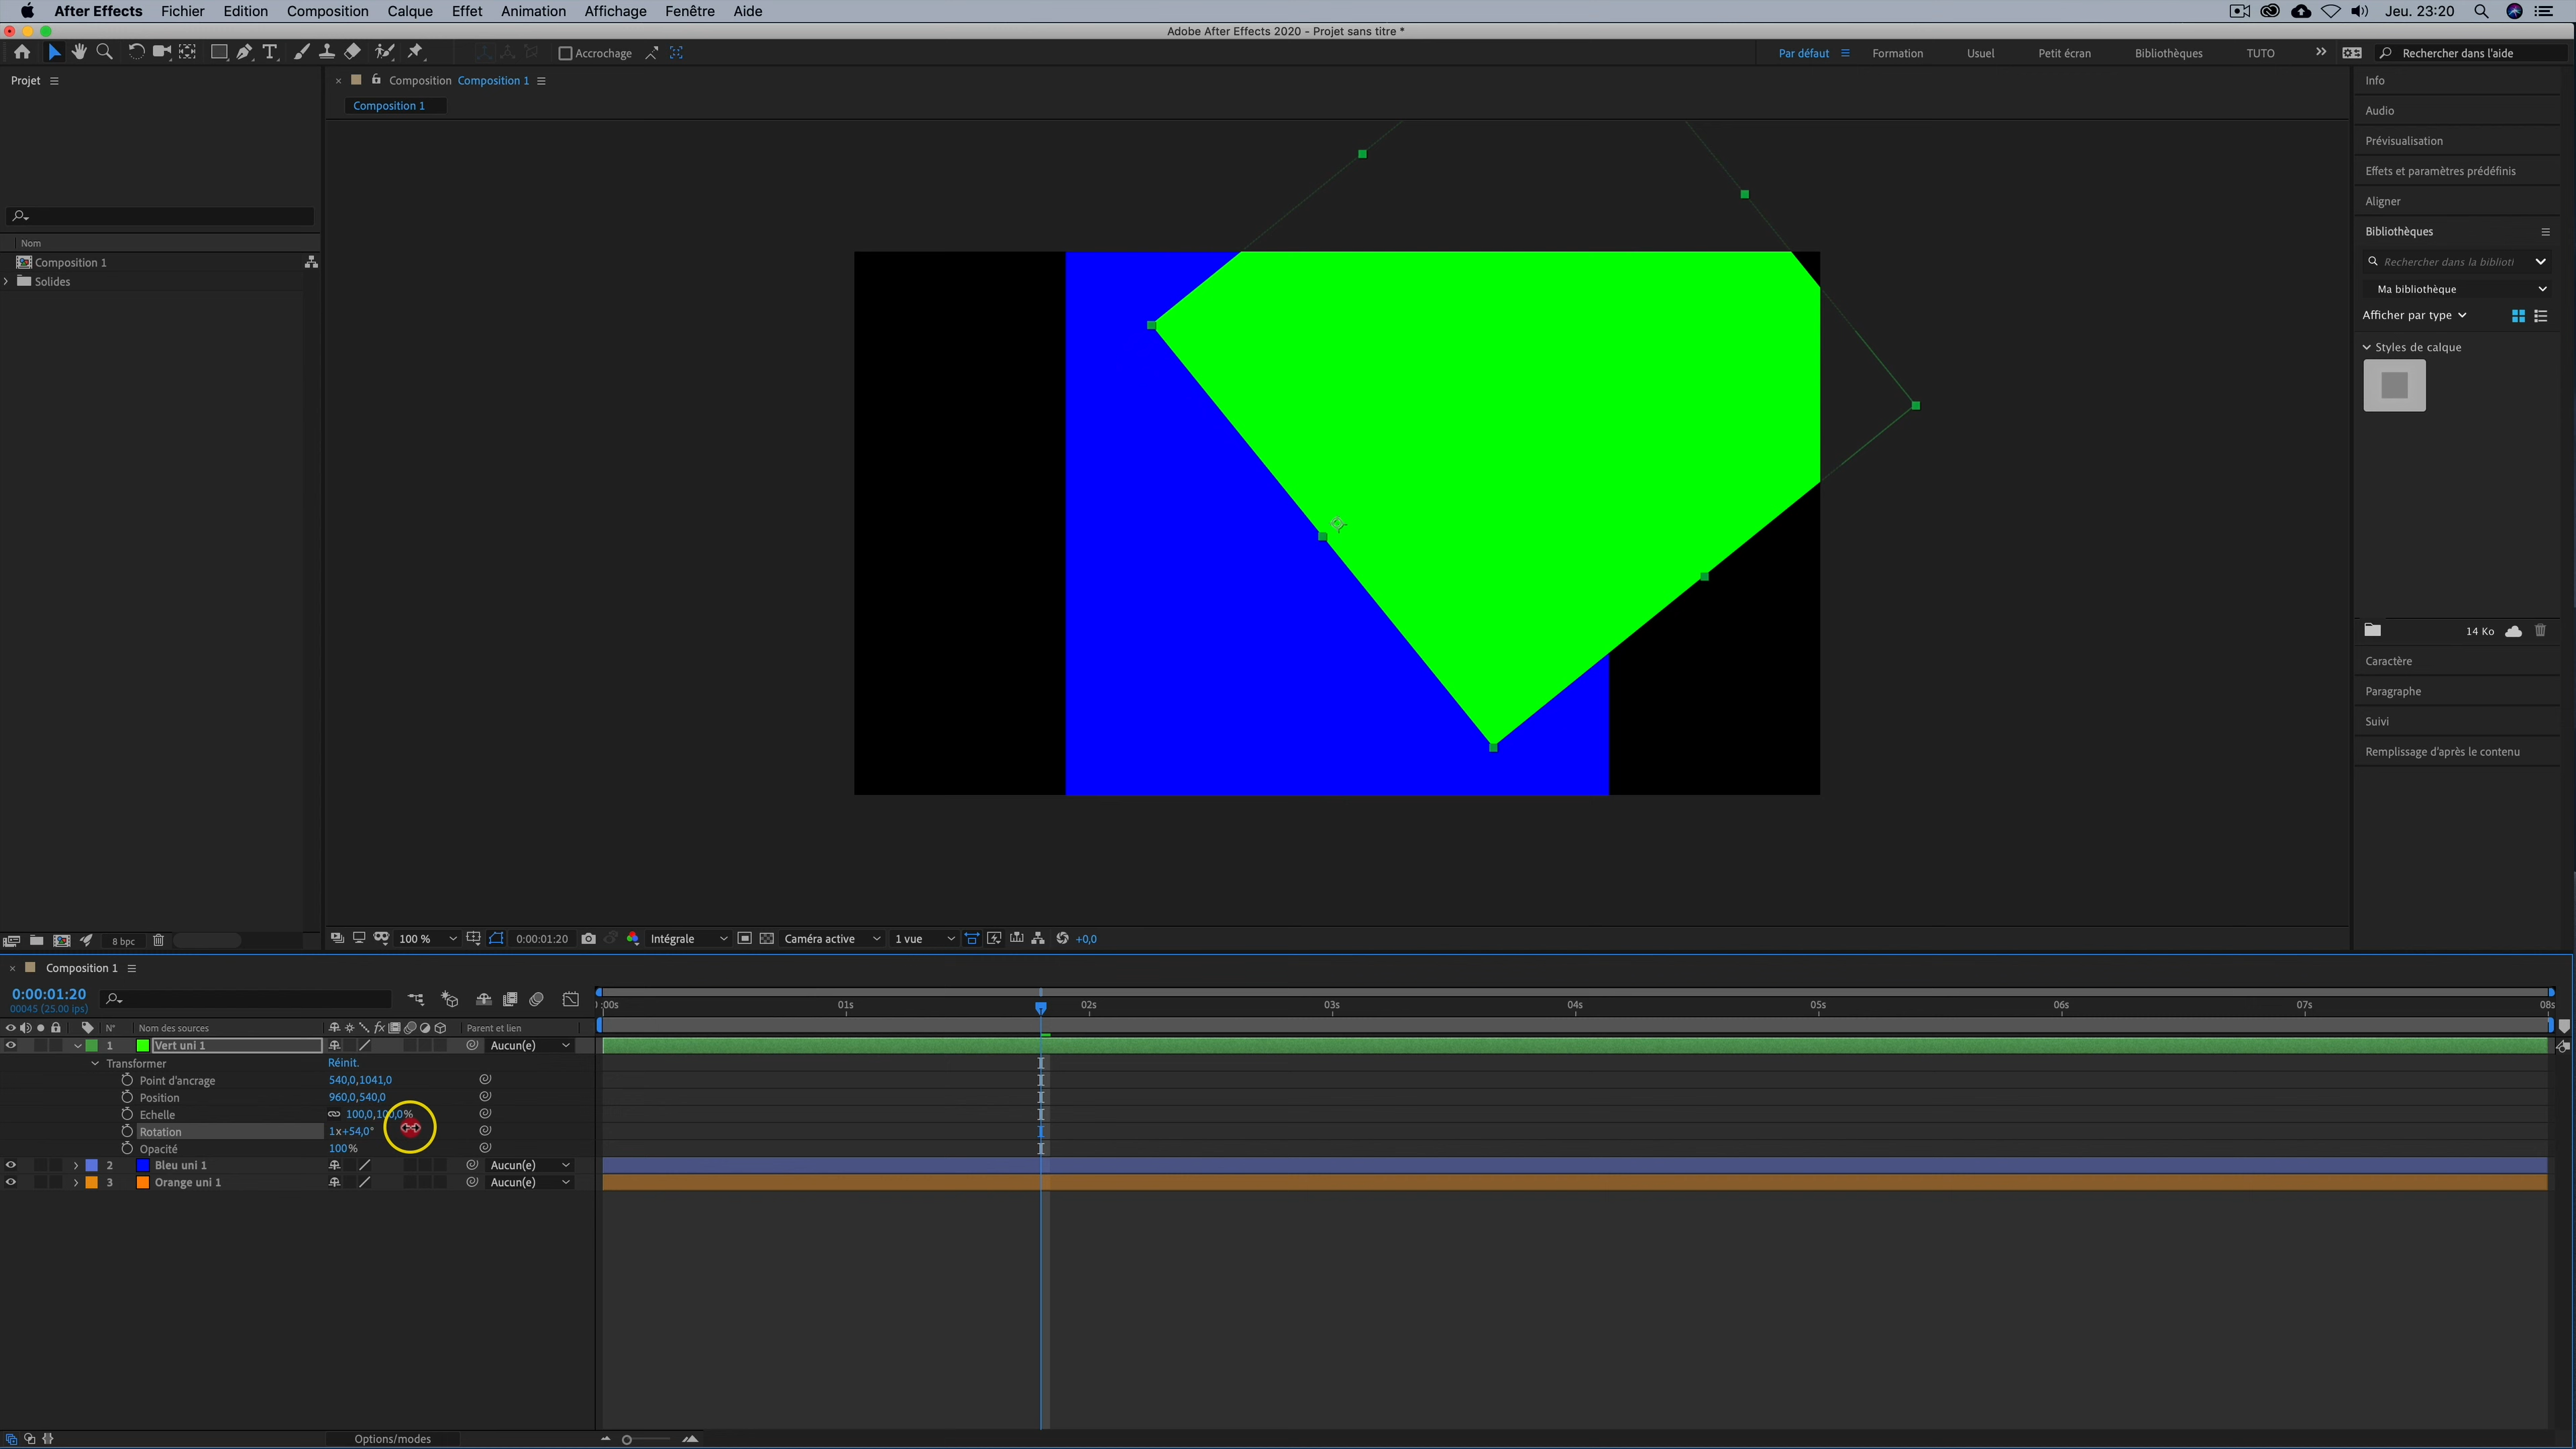 After Effects Fichier Edition Composition Calque Effet Animation Affichage Fenêtre Aide Jeu. 23:20
Adobe After Effects 2020 - Projet sans titre *
Accrochage Par défaut Formation Usuel Petit écran Bibliothèques TUTO Rechercher dans l'aide
Projet
Composition Composition 1
Composition 1
Nom
Composition 1
Solides
Info
Audio
Prévisualisation
Effets et paramètres prédéfinis
Aligner
Bibliothèques
Rechercher dans la bibliotl
Ma bibliothèque
Afficher par type
Styles de calque
14 Ko
Caractère
Paragraphe
Suivi
Remplissage d'après le contenu
8 bpc
100 % 0:00:01:20 Intégrale Caméra active 1 vue +0,0
Composition 1
0:00:01:20
00045 (25.00 ips)
:00s 01s 02s 03s 04s 05s 06s 07s 08s
N° Nom des sources Parent et lien
1 Vert uni 1 Aucun(e)
Transformer Réinit.
Point d'ancrage 540,0,1041,0
Position 960,0,540,0
Echelle 100,0,100,0%
Rotation 1x+54,0°
Opacité 100%
2 Bleu uni 1 Aucun(e)
3 Orange uni 1 Aucun(e)
Options/modes